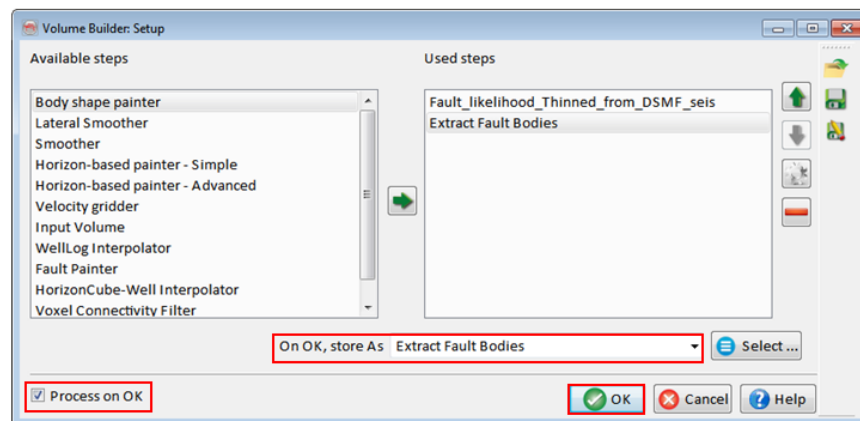 Volume Builder: Setup
Available steps
Used steps
Body shape painter
Lateral Smoother
Smoother
Horizon-based painter - Simple
Horizon-based painter - Advanced
Velocity gridder
Input Volume
WellLog Interpolator
Fault Painter
HorizonCube-Well Interpolator
Voxel Connectivity Filter
Fault_likelihood_Thinned_from_DSMF_seis
Extract Fault Bodies
On OK, store As Extract Fault Bodies
Select ...
Process on OK
OK
Cancel
Help